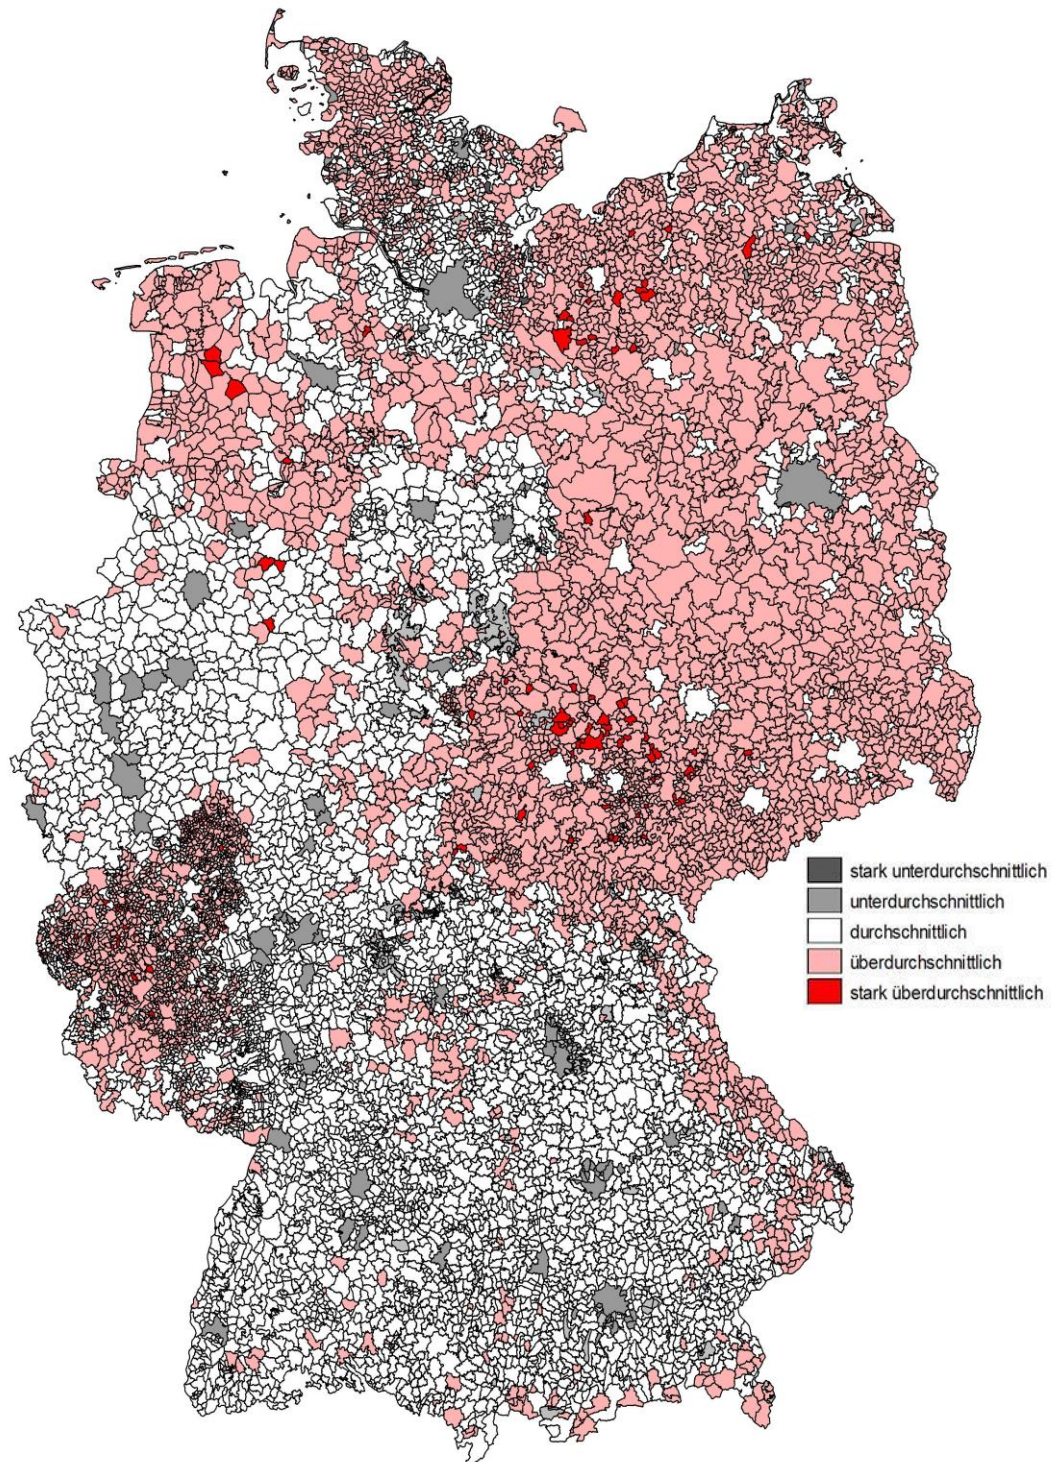 stark unterdurchschnittlich
unterdurchschnittlich
durchschnittlich
überdurchschnittlich
stark überdurchschnittlich